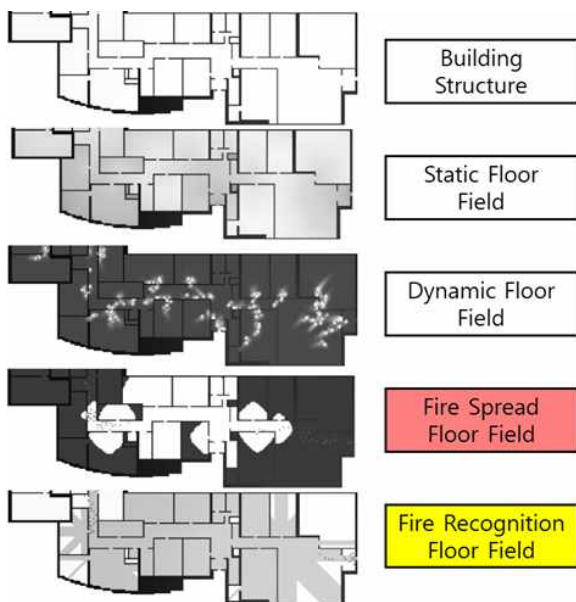 Building
Structure
Static Floor
Field
Dynamic Floor
Field
Fire Spread
Floor Field
Fire Recognition
Floor Field